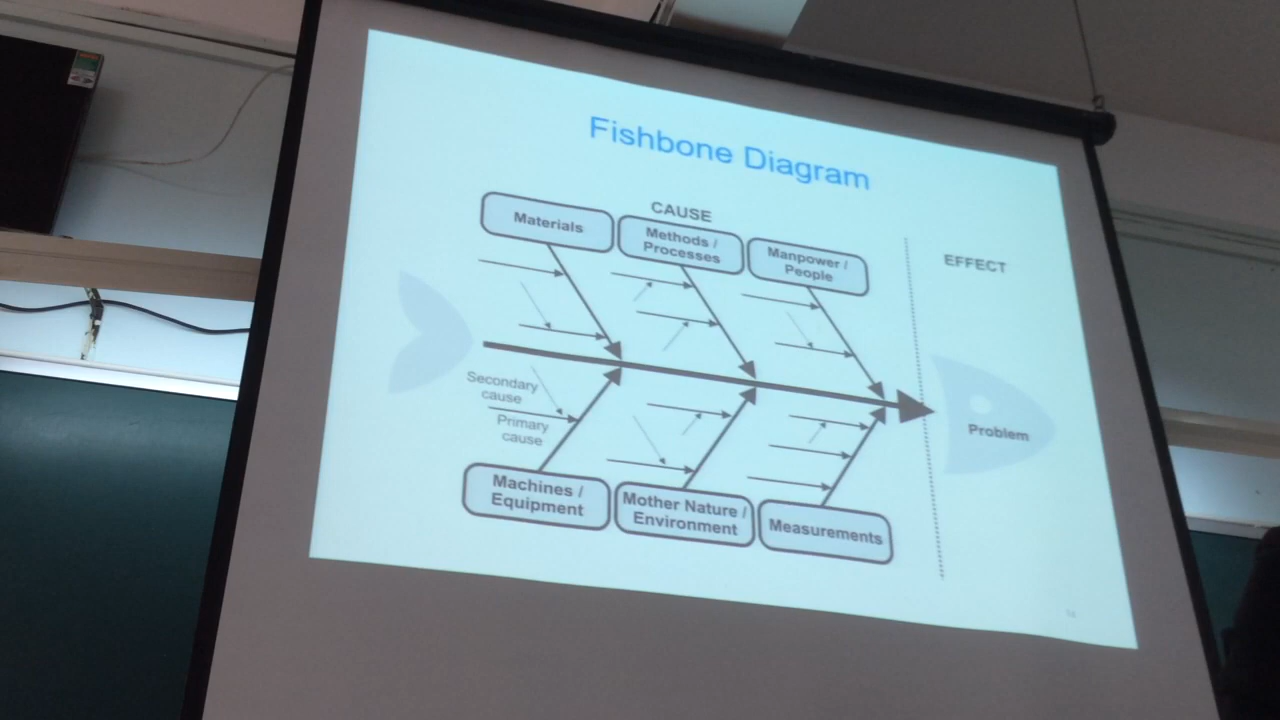 Fishbone Diagram
CAUSE
Materials
Methods /
Processes
Manpower /
People
EFFECT
Secondary
cause
Primary
cause
Problem
Machines /
Equipment
Mother Nature /
Environment
Measurements